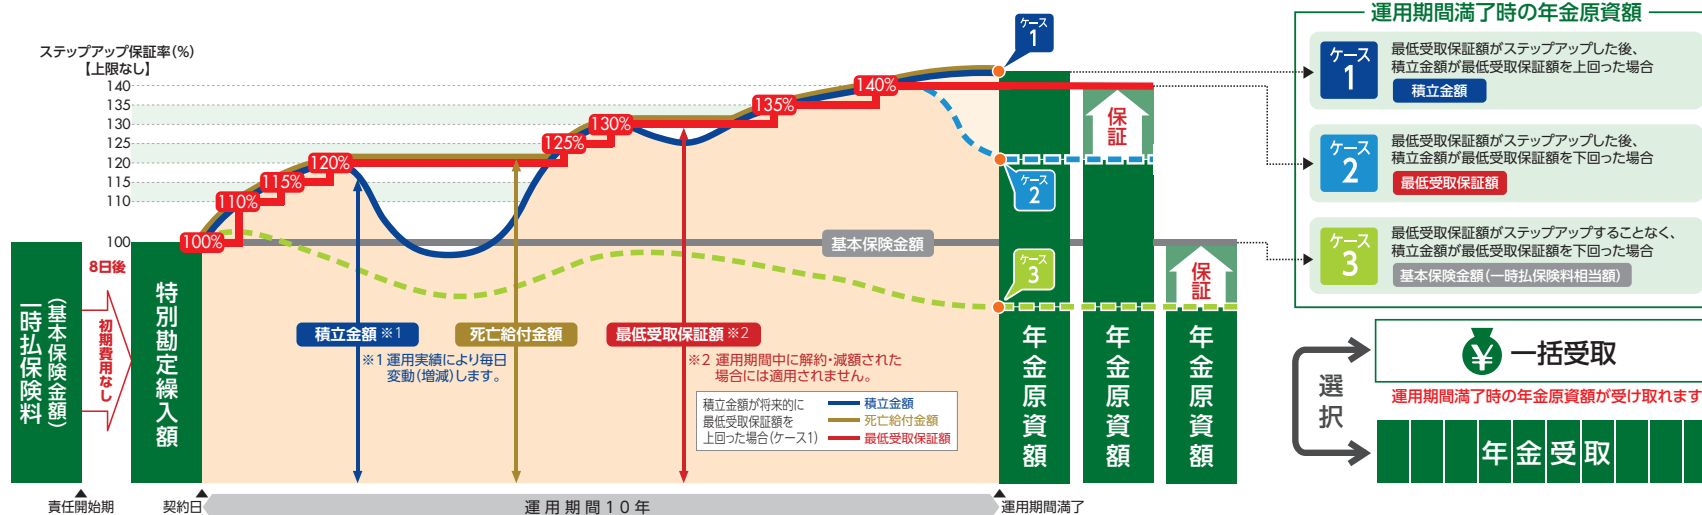 ステップアップ保証率(%)
【上限なし】
140
135
130
125
120
115
110
100
100%
110%
115%
120%
125%
130%
135%
140%
ケース
1
ケース
2
ケース
3
基本保険金額
保証
保証
一時払保険料
(基本保険金額)
8日後
初期費用なし
特別勘定繰入額
積立金額 ※1
※1 運用実績により毎日
変動(増減)します。
死亡給付金額
最低受取保証額 ※2
※2 運用期間中に解約・減額された
場合には適用されません。
積立金額が将来的に
最低受取保証額を
上回った場合(ケース1)
積立金額
死亡給付金額
最低受取保証額
年金原資額
年金原資額
年金原資額
責任開始期
契約日
運用期間10年
運用期間満了
運用期間満了時の年金原資額
ケース
1
最低受取保証額がステップアップした後、
積立金額が最低受取保証額を上回った場合
積立金額
ケース
2
最低受取保証額がステップアップした後、
積立金額が最低受取保証額を下回った場合
最低受取保証額
ケース
3
最低受取保証額がステップアップすることなく、
積立金額が最低受取保証額を下回った場合
基本保険金額(一時払保険料相当額)
選択
¥
一括受取
運用期間満了時の年金原資額が受け取れます
年金受取